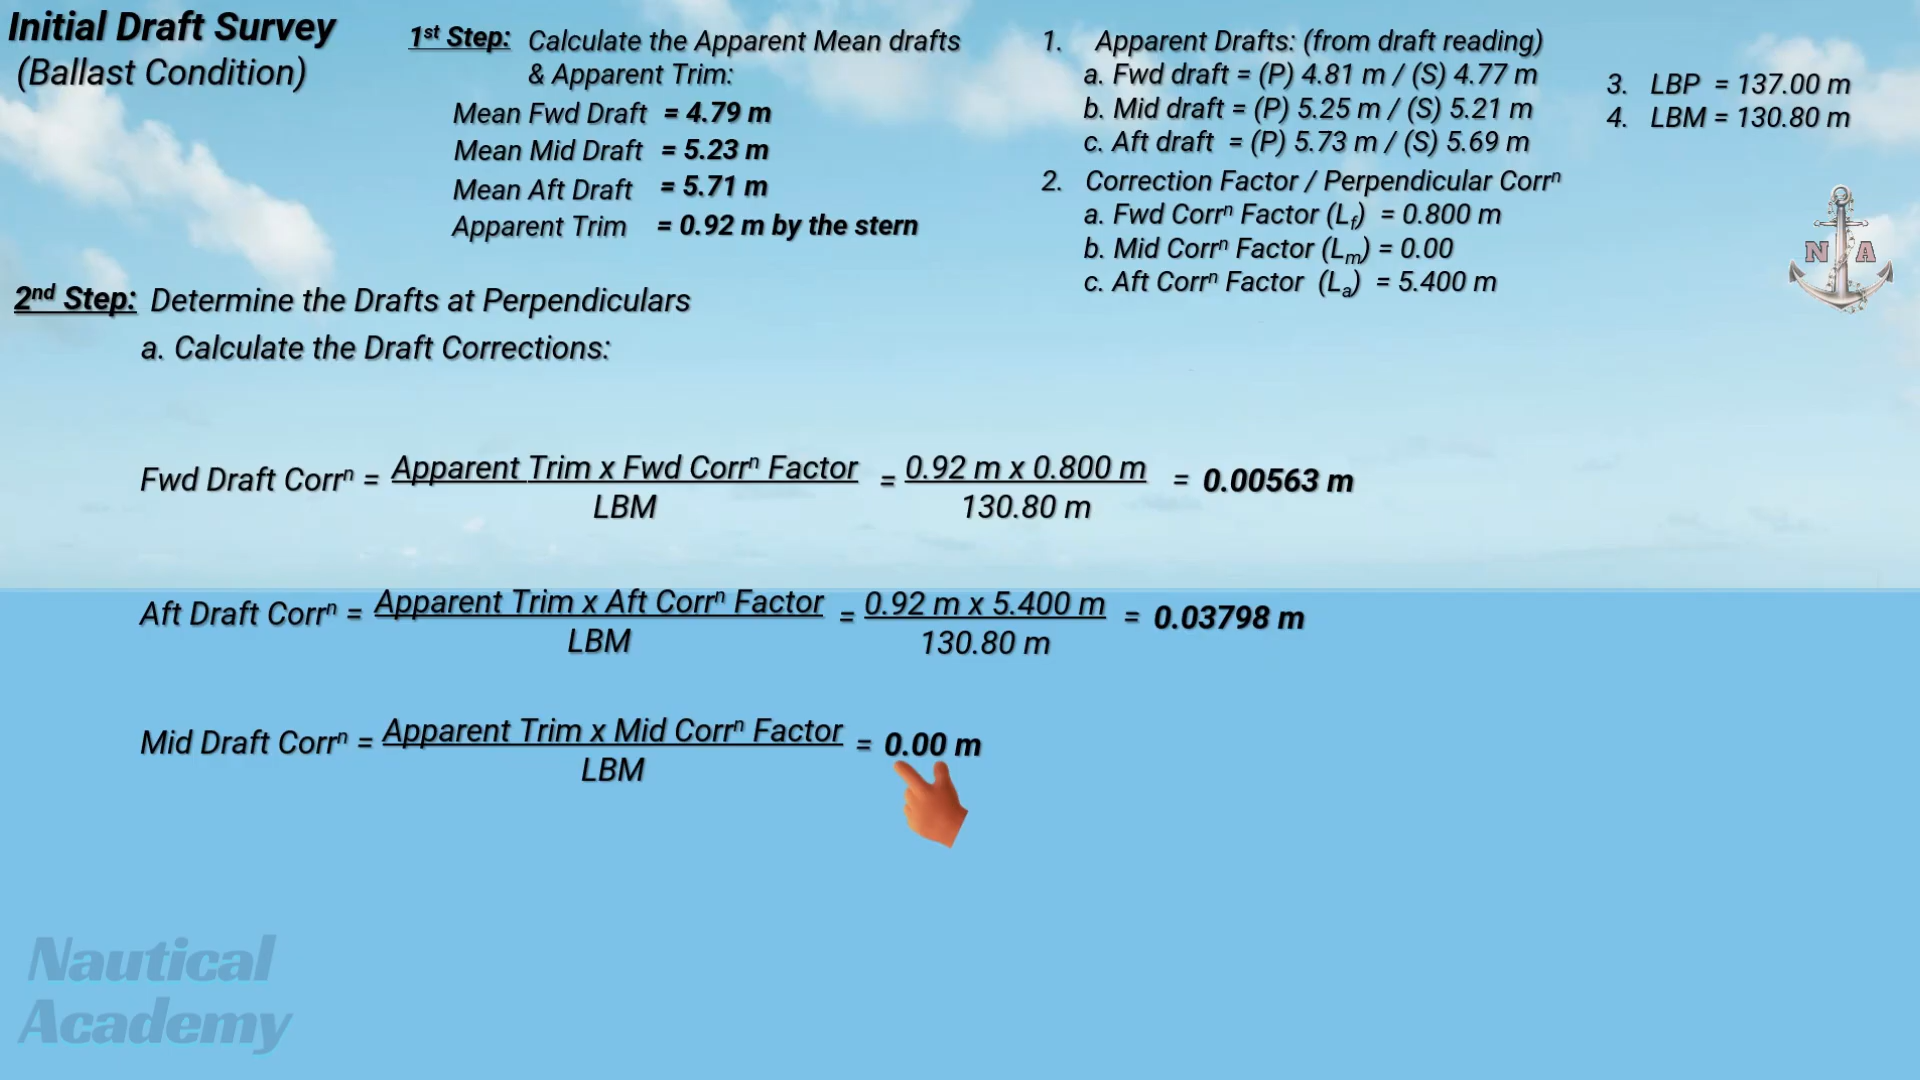 Initial Draft Survey
(Ballast Condition)
1st Step: Calculate the Apparent Mean drafts
& Apparent Trim:
Mean Fwd Draft = 4.79 m
Mean Mid Draft = 5.23 m
Mean Aft Draft = 5.71 m
Apparent Trim = 0.92 m by the stern
1. Apparent Drafts: (from draft reading)
a. Fwd draft = (P) 4.81 m / (S) 4.77 m
b. Mid draft = (P) 5.25 m / (S) 5.21 m
c. Aft draft = (P) 5.73 m / (S) 5.69 m
2. Correction Factor / Perpendicular Corrⁿ
a. Fwd Corrⁿ Factor (Lf) = 0.800 m
b. Mid Corrⁿ Factor (Lm) = 0.00
c. Aft Corrⁿ Factor (La) = 5.400 m
3. LBP = 137.00 m
4. LBM = 130.80 m
N A
2nd Step: Determine the Drafts at Perpendiculars
a. Calculate the Draft Corrections:
Fwd Draft Corrⁿ = Apparent Trim x Fwd Corrⁿ Factor = 0.92 m x 0.800 m = 0.00563 m
LBM 130.80 m
Aft Draft Corrⁿ = Apparent Trim x Aft Corrⁿ Factor = 0.92 m x 5.400 m = 0.03798 m
LBM 130.80 m
Mid Draft Corrⁿ = Apparent Trim x Mid Corrⁿ Factor = 0.00 m
LBM
Nautical
Academy